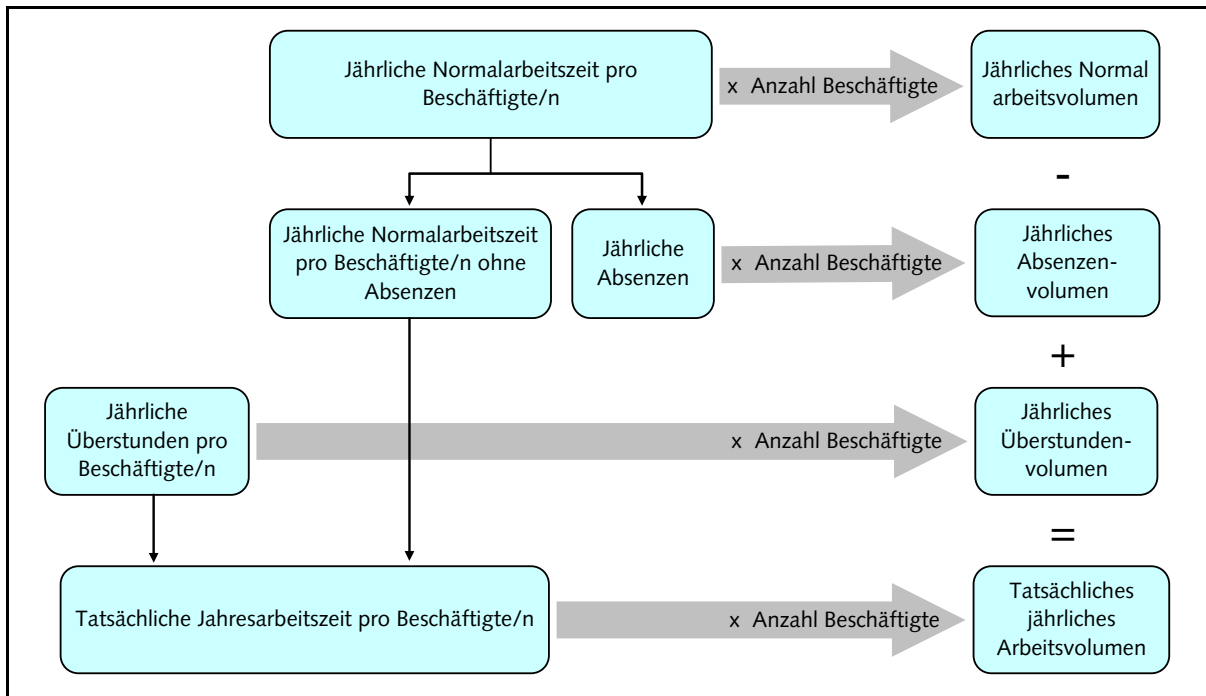 Jährliche Normalarbeitszeit pro
Beschäftigte/n
x Anzahl Beschäftigte
Jährliches Normal
arbeitsvolumen
-
Jährliche Normalarbeitszeit
pro Beschäftigte/n ohne
Absenzen
Jährliche
Absenzen
x Anzahl Beschäftigte
Jährliches
Absenzen-
volumen
+
Jährliche
Überstunden pro
Beschäftigte/n
x Anzahl Beschäftigte
Jährliches
Überstunden-
volumen
=
Tatsächliche Jahresarbeitszeit pro Beschäftigte/n
x Anzahl Beschäftigte
Tatsächliches
jährliches
Arbeitsvolumen